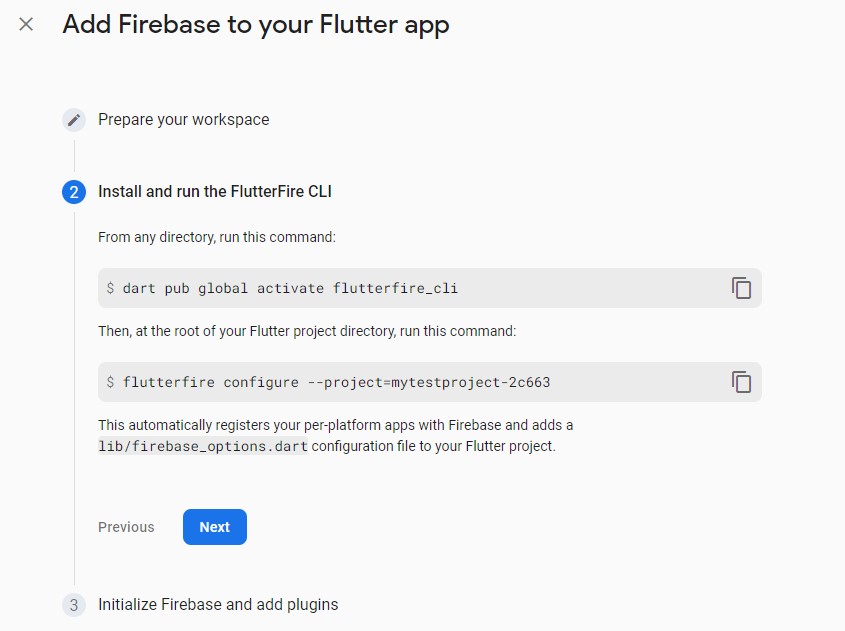 Add Firebase to your Flutter app
Prepare your workspace
2 Install and run the FlutterFire CLI
From any directory, run this command:
$ dart pub global activate flutterfire_cli
Then, at the root of your Flutter project directory, run this command:
$ flutterfire configure --project=mytestproject-2c663
This automatically registers your per-platform apps with Firebase and adds a
lib/firebase_options.dart configuration file to your Flutter project.
Previous Next
3 Initialize Firebase and add plugins